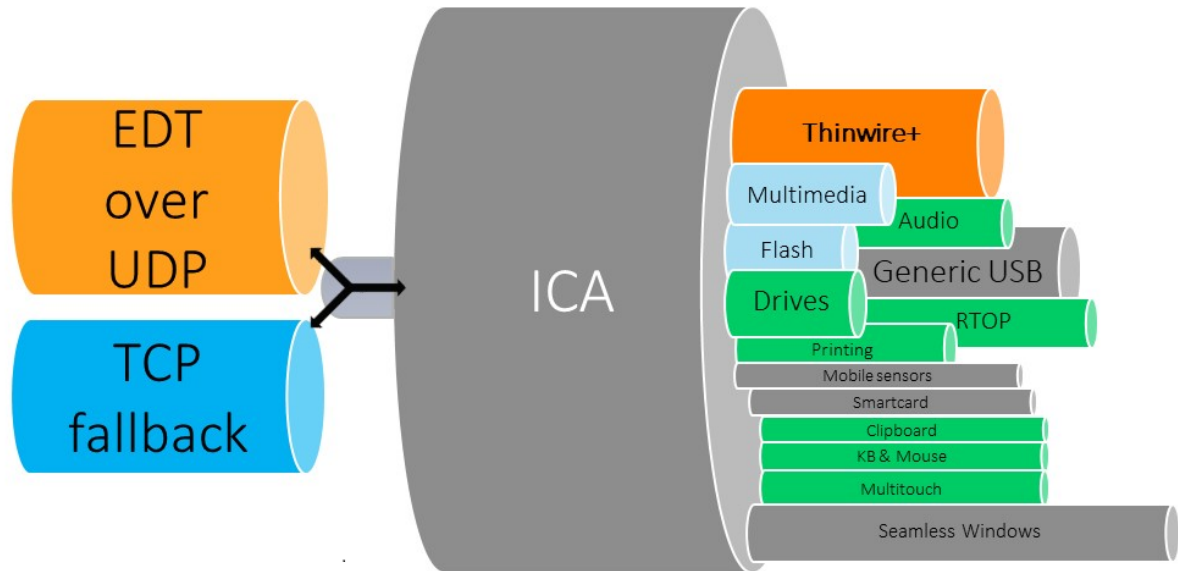 EDT
over
UDP
TCP
fallback
ICA
Thinwire+
Multimedia
Audio
Flash
Generic USB
Drives
RTOP
Printing
Mobile sensors
Smartcard
Clipboard
KB & Mouse
Multitouch
Seamless Windows